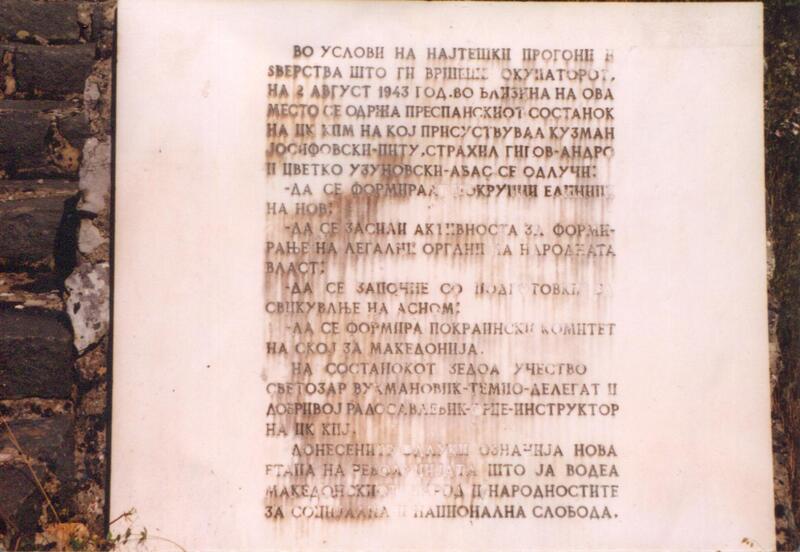 ВО УСЛОВИ НА НАЈТЕШКИ ПРОГОНИ И
ЅВЕРСТВА ШТО ГИ ВРШЕШЕ ОКУПАТОРОТ,
НА 2 АВГУСТ 1943 ГОД. ВО БЛИЗИНА НА ОВА
МЕСТО СЕ ОДРЖА ПРЕСПАНСКИОТ СОСТАНОК
НА ЦК КПМ НА КОЈ ПРИСУСТВУВАА КУЗМАН
ЈОСИФОВСКИ-ПИТУ, СТРАХИЛ ГИГОВ-АНДРО
И ЦВЕТКО УЗУНОВСКИ-АБАС СЕ ОДЛУЧИ:
-ДА СЕ ФОРМИРААТ ПОКРУПНИ ЕДИНИЦИ
НА НОВ;
-ДА СЕ ЗАСИЛИ АКТИВНОСТА ЗА ФОРМИ-
РАЊЕ НА ЛЕГАЛНИ ОРГАНИ НА НАРОДНАТА
ВЛАСТ;
-ДА СЕ ЗАПОЧНЕ СО ПОДГОТОВКИ ЗА
СВИКУВАЊЕ НА АСНОМ;
-ДА СЕ ФОРМИРА ПОКРАИНСКИ КОМИТЕТ
НА СКОЈ ЗА МАКЕДОНИЈА.
НА СОСТАНОКОТ ЗЕДОА УЧЕСТВО
СВЕТОЗАР ВУКМАНОВИЌ-ТЕМПО-ДЕЛЕГАТ И
ДОБРИВОЈ РАДОСАВЉЕВИЌ-ОРЦЕ-ИНСТРУКТОР
НА ЦК КПЈ.
ДОНЕСЕНИТЕ ОДЛУКИ ОЗНАЧИЈА НОВА
ЕТАПА НА РЕВОЛУЦИЈАТА ШТО ЈА ВОДЕА
МАКЕДОНСКИОТ НАРОД И НАРОДНОСТИТЕ
ЗА СОЦИЈАЛНА И НАЦИОНАЛНА СЛОБОДА.